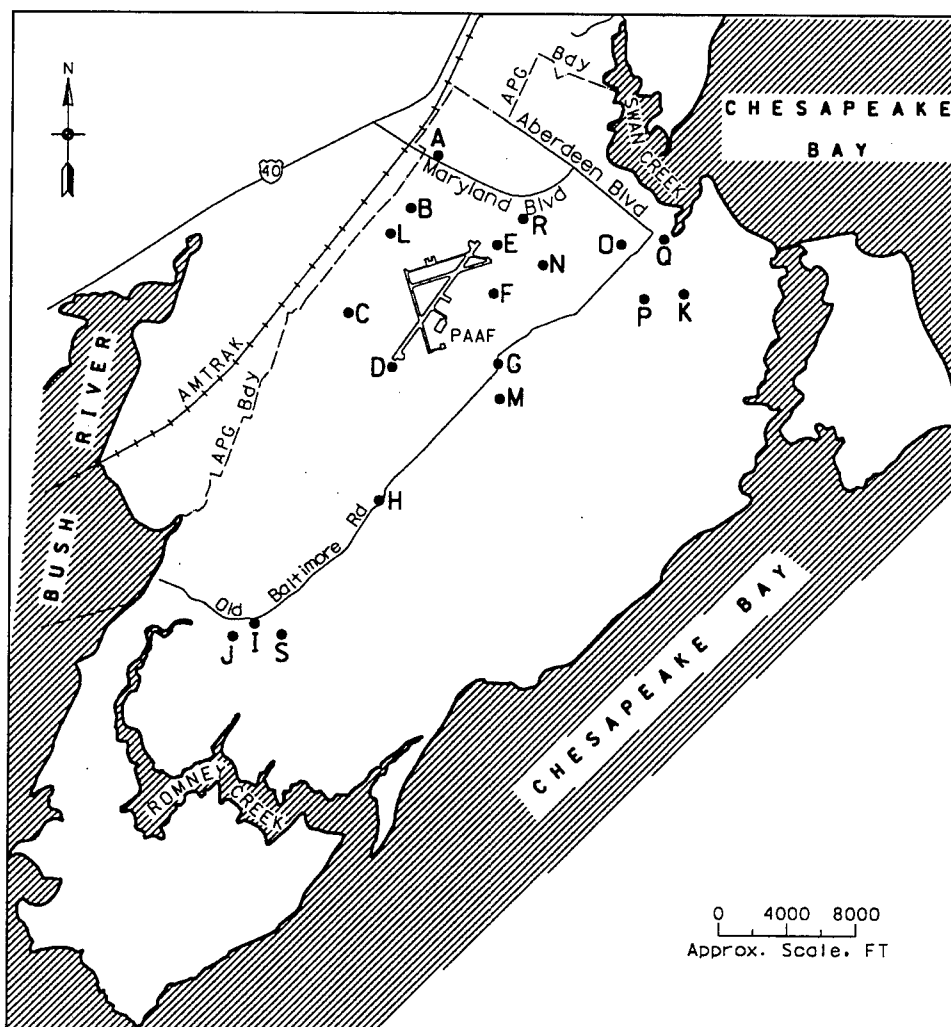 N
40
APG Bdy
SWAN CREEK
CHESAPEAKE
BAY
Aberdeen Blvd
A
Maryland Blvd
B
L
R
E
O
Q
N
F
P
K
C
PAAF
D
G
M
AMTRAK
APG Bdy
BUSH RIVER
H
Old Baltimore Rd
I
J
S
CHESAPEAKE BAY
ROMNEY CREEK
0 4000 8000
Approx. Scale, FT